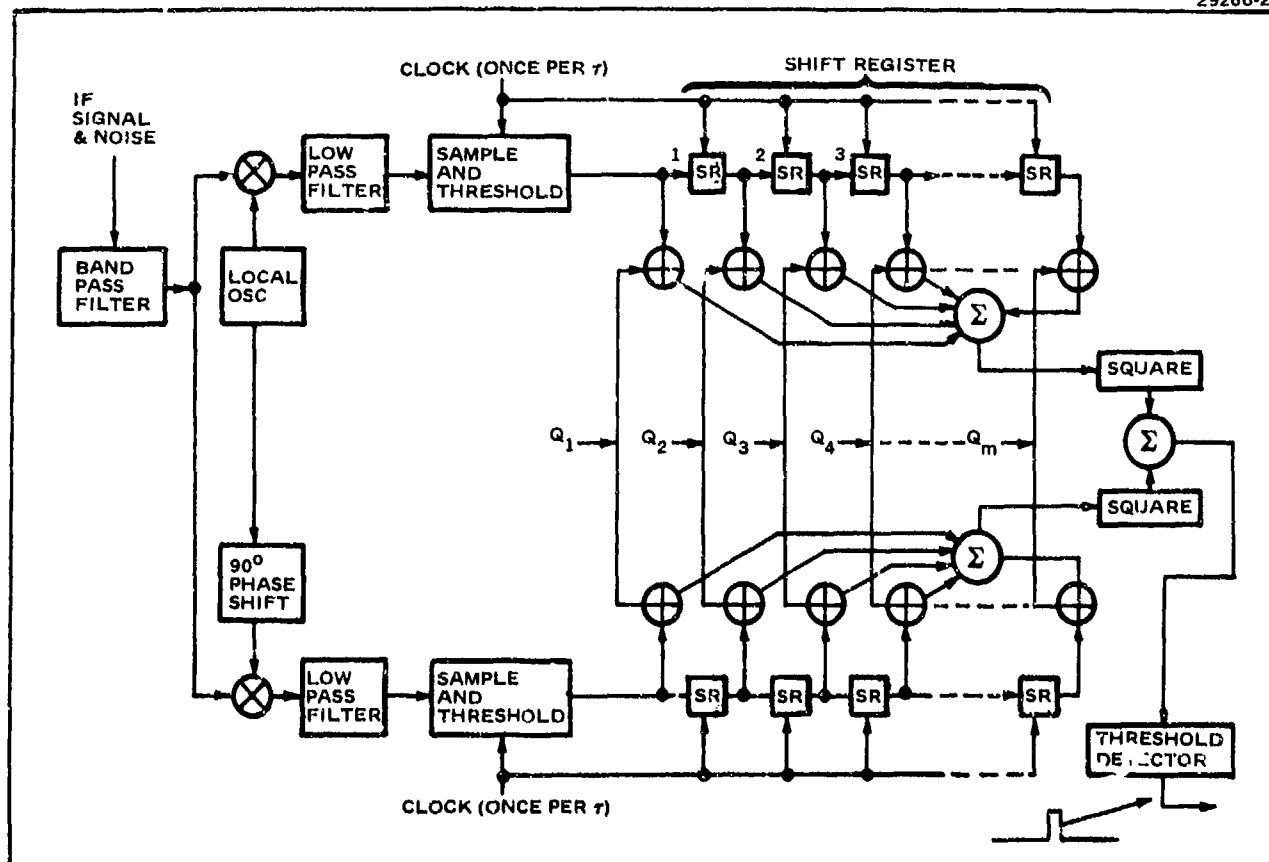 CLOCK (ONCE PER τ)
SHIFT REGISTER
IF
SIGNAL
& NOISE
LOW
PASS
FILTER
SAMPLE
AND
THRESHOLD
1
2
3
SR
SR
SR
SR
BAND
PASS
FILTER
LOCAL
OSC
Σ
SQUARE
Q1
Q2
Q3
Q4
Qm
Σ
SQUARE
Σ
90°
PHASE
SHIFT
LOW
PASS
FILTER
SAMPLE
AND
THRESHOLD
SR
SR
SR
SR
THRESHOLD
CLOCK (ONCE PER τ)